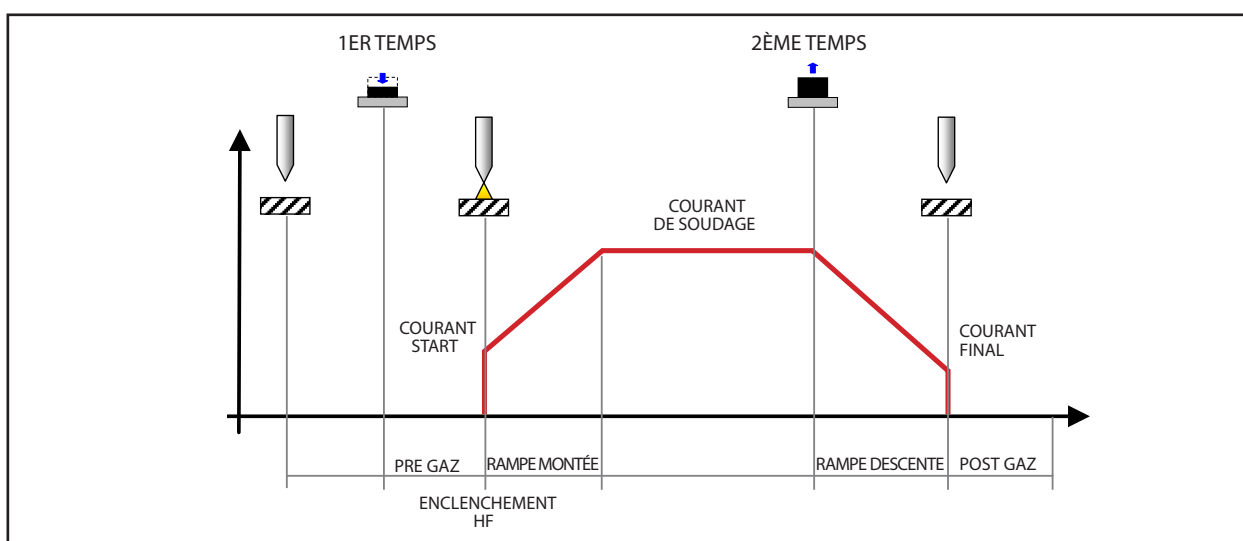 1ER TEMPS
2ÈME TEMPS
COURANT
DE SOUDAGE
COURANT
START
COURANT
FINAL
PRE GAZ
RAMPE MONTÉE
RAMPE DESCENTE
POST GAZ
ENCLENCHEMENT
HF